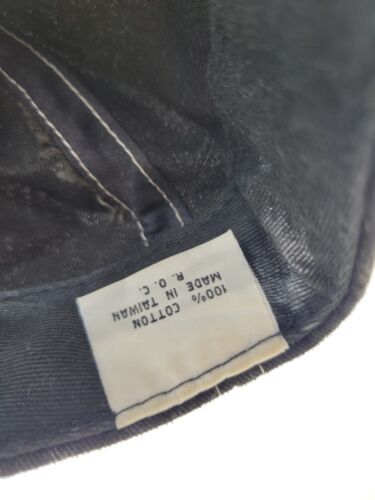 100% COTTON
MADE IN TAIWAN
R. O. C.